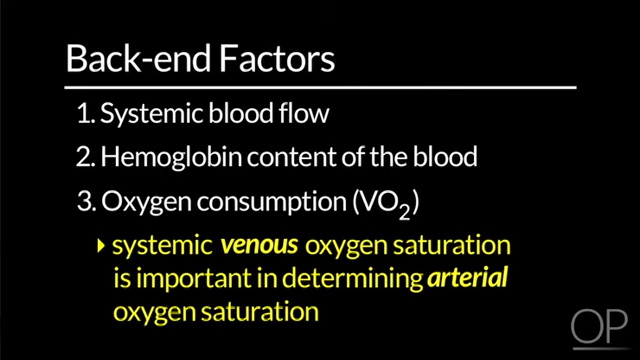 Back-end Factors
1. Systemic blood flow
2. Hemoglobin content of the blood
3. Oxygen consumption (VO₂)
systemic venous oxygen saturation
is important in determining arterial
oxygen saturation
OP